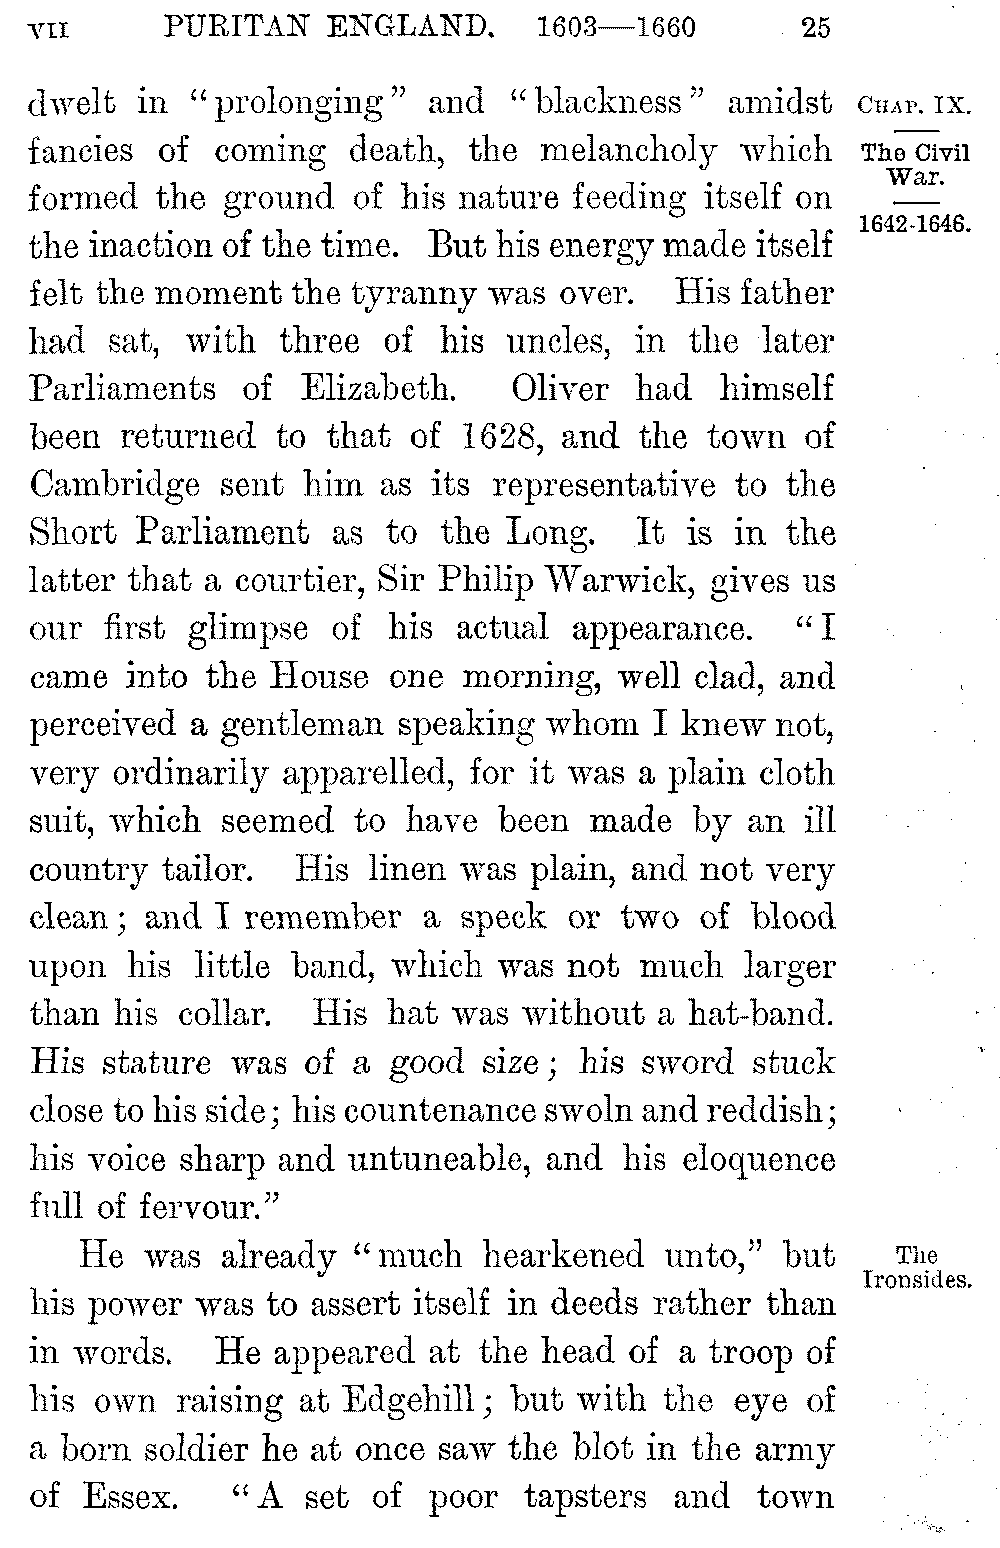 VII PURITAN ENGLAND. 1603—1660 25
dwelt in “prolonging” and “blackness” amidst
fancies of coming death, the melancholy which
formed the ground of his nature feeding itself on
the inaction of the time. But his energy made itself
felt the moment the tyranny was over. His father
had sat, with three of his uncles, in the later
Parliaments of Elizabeth. Oliver had himself
been returned to that of 1628, and the town of
Cambridge sent him as its representative to the
Short Parliament as to the Long. It is in the
latter that a courtier, Sir Philip Warwick, gives us
our first glimpse of his actual appearance. “I
came into the House one morning, well clad, and
perceived a gentleman speaking whom I knew not,
very ordinarily apparelled, for it was a plain cloth
suit, which seemed to have been made by an ill
country tailor. His linen was plain, and not very
clean; and I remember a speck or two of blood
upon his little band, which was not much larger
than his collar. His hat was without a hat-band.
His stature was of a good size; his sword stuck
close to his side; his countenance swoln and reddish;
his voice sharp and untuneable, and his eloquence
full of fervour.”
He was already “much hearkened unto,” but
his power was to assert itself in deeds rather than
in words. He appeared at the head of a troop of
his own raising at Edgehill; but with the eye of
a born soldier he at once saw the blot in the army
of Essex. “A set of poor tapsters and town
CHAP. IX.
The Civil
War.
1642-1646.
The
Ironsides.